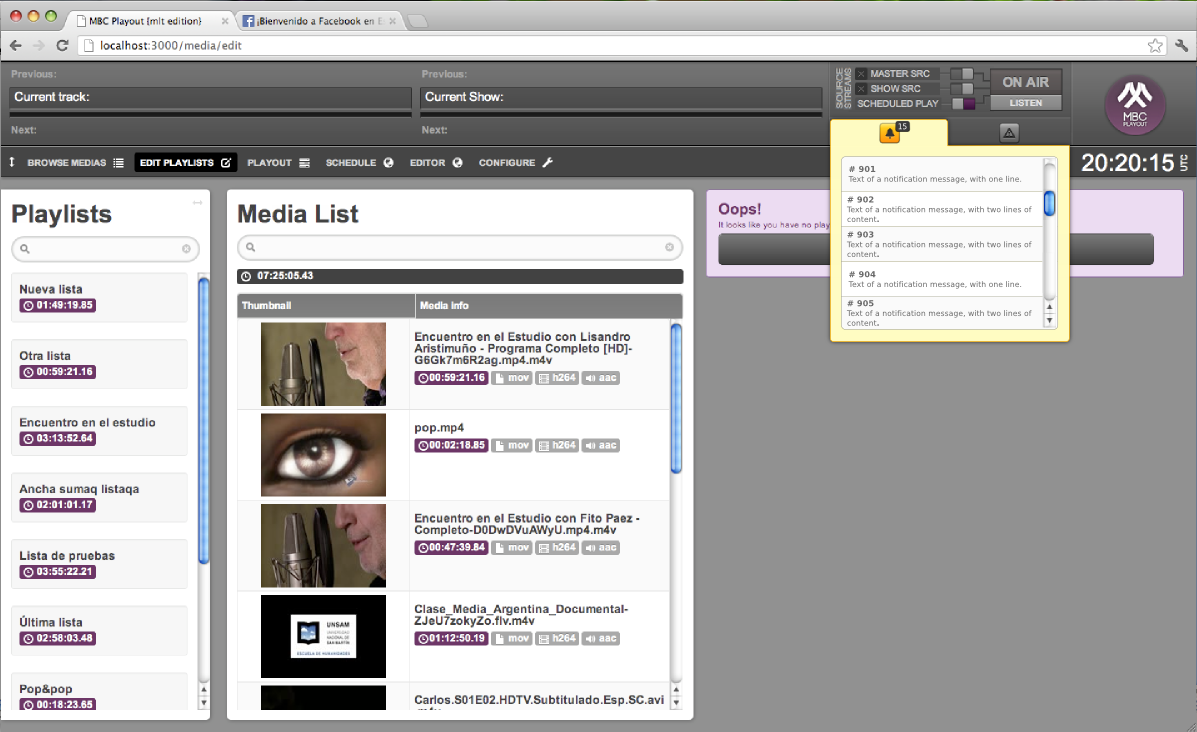 MBC Playout {mlt edition}
¡Bienvenido a Facebook en E
localhost:3000/media/edit
Previous:
Current track:
Next:
Previous:
Current Show:
Next:
SOURCE
STREAMS
MASTER SRC
SHOW SRC
SCHEDULED PLAY
ON AIR
LISTEN
MBC
PLAYOUT
15
BROWSE MEDIAS
EDIT PLAYLISTS
PLAYOUT
SCHEDULE
EDITOR
CONFIGURE
20:20:15 UTC
Playlists
Nueva lista
01:49:19.85
Otra lista
00:59:21.16
Encuentro en el estudio
03:13:52.64
Ancha sumaq listaqa
02:01:01.17
Lista de pruebas
03:55:22.21
Última lista
02:58:03.48
Pop&pop
00:18:23.65
Media List
07:25:05.43
Thumbnail
Media info
Encuentro en el Estudio con Lisandro
Aristimuño - Programa Completo [HD]-
G6Gk7m6R2ag.mp4.m4v
00:59:21.16 mov h264 aac
pop.mp4
00:02:18.85 mov h264 aac
Encuentro en el Estudio con Fito Paez -
Completo-D0DwDVuAWyU.mp4.m4v
00:47:39.84 mov h264 aac
UNSAM
UNIVERSIDAD
NACIONAL DE
SAN MARTÍN
ESCUELA DE HUMANIDADES
Clase_Media_Argentina_Documental-
ZJeU7zokyZo.flv.m4v
01:12:50.19 mov h264 aac
Carlos.S01E02.HDTV.Subtitulado.Esp.SC.avi
Oops!
It looks like you have no play
# 901
Text of a notification message, with one line.
# 902
Text of a notification message, with two lines of
content.
# 903
Text of a notification message, with two lines of
content.
# 904
Text of a notification message, with one line.
# 905
Text of a notification message, with two lines of
content.